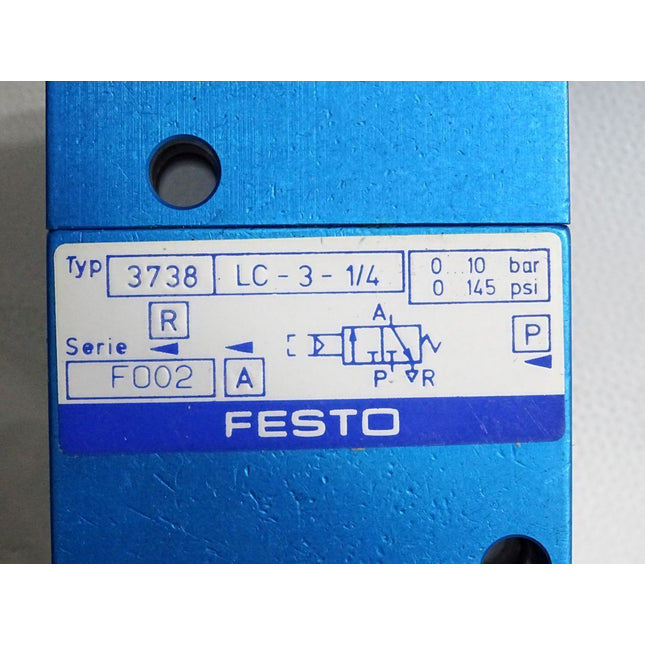 Typ 3738 LC - 3 - 1/4 0 10 bar
0 145 psi
R A P
Serie
F002 A P R
FESTO